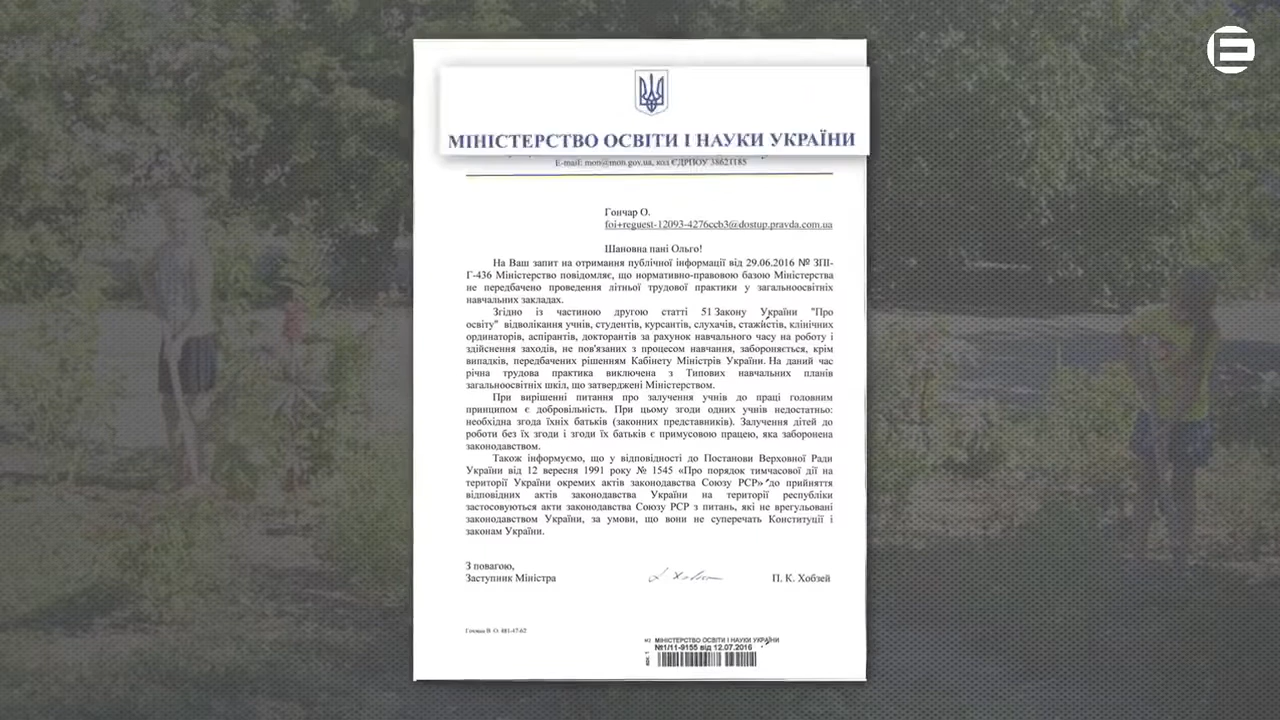 МІНІСТЕРСТВО ОСВІТИ І НАУКИ УКРАЇНИ
E-mail: mon@mon.gov.ua, код ЄДРПОУ 38621185
Гончар О.
foi+reguest-12093-4276ccb3@dostup.pravda.com.ua
Шановна пані Ольго!
На Ваш запит на отримання публічної інформації від 29.06.2016 № ЗПІ-
Г-436 Міністерство повідомляє, що нормативно-правовою базою Міністерства
не передбачено проведення літньої трудової практики у загальноосвітніх
навчальних закладах.
Згідно із частиною другою статті 51 Закону України "Про
освіту" відволікання учнів, студентів, курсантів, слухачів, стажистів, клінічних
ординаторів, аспірантів, докторантів за рахунок навчального часу на роботу і
здійснення заходів, не пов'язаних з процесом навчання, забороняється, крім
випадків, передбачених рішенням Кабінету Міністрів України. На даний час
річна трудова практика виключена з Типових навчальних планів
загальноосвітніх шкіл, що затверджені Міністерством.
При вирішенні питання про залучення учнів до праці головним
принципом є добровільність. При цьому згоди одних учнів недостатньо:
необхідна згода їхніх батьків (законних представників). Залучення дітей до
роботи без їх згоди і згоди їх батьків є примусовою працею, яка заборонена
законодавством.
Також інформуємо, що у відповідності до Постанови Верховної Ради
України від 12 вересня 1991 року № 1545 «Про порядок тимчасової дії на
території України окремих актів законодавства Союзу РСР» до прийняття
відповідних актів законодавства України на території республіки
застосовуються акти законодавства Союзу РСР з питань, які не врегульовані
законодавством України, за умови, що вони не суперечать Конституції і
законам України.
З повагою,
Заступник Міністра П. К. Хобзей
В. О. 481-47-62
МІНІСТЕРСТВО ОСВІТИ І НАУКИ УКРАЇНИ
№1/11-9155 від 12.07.2016